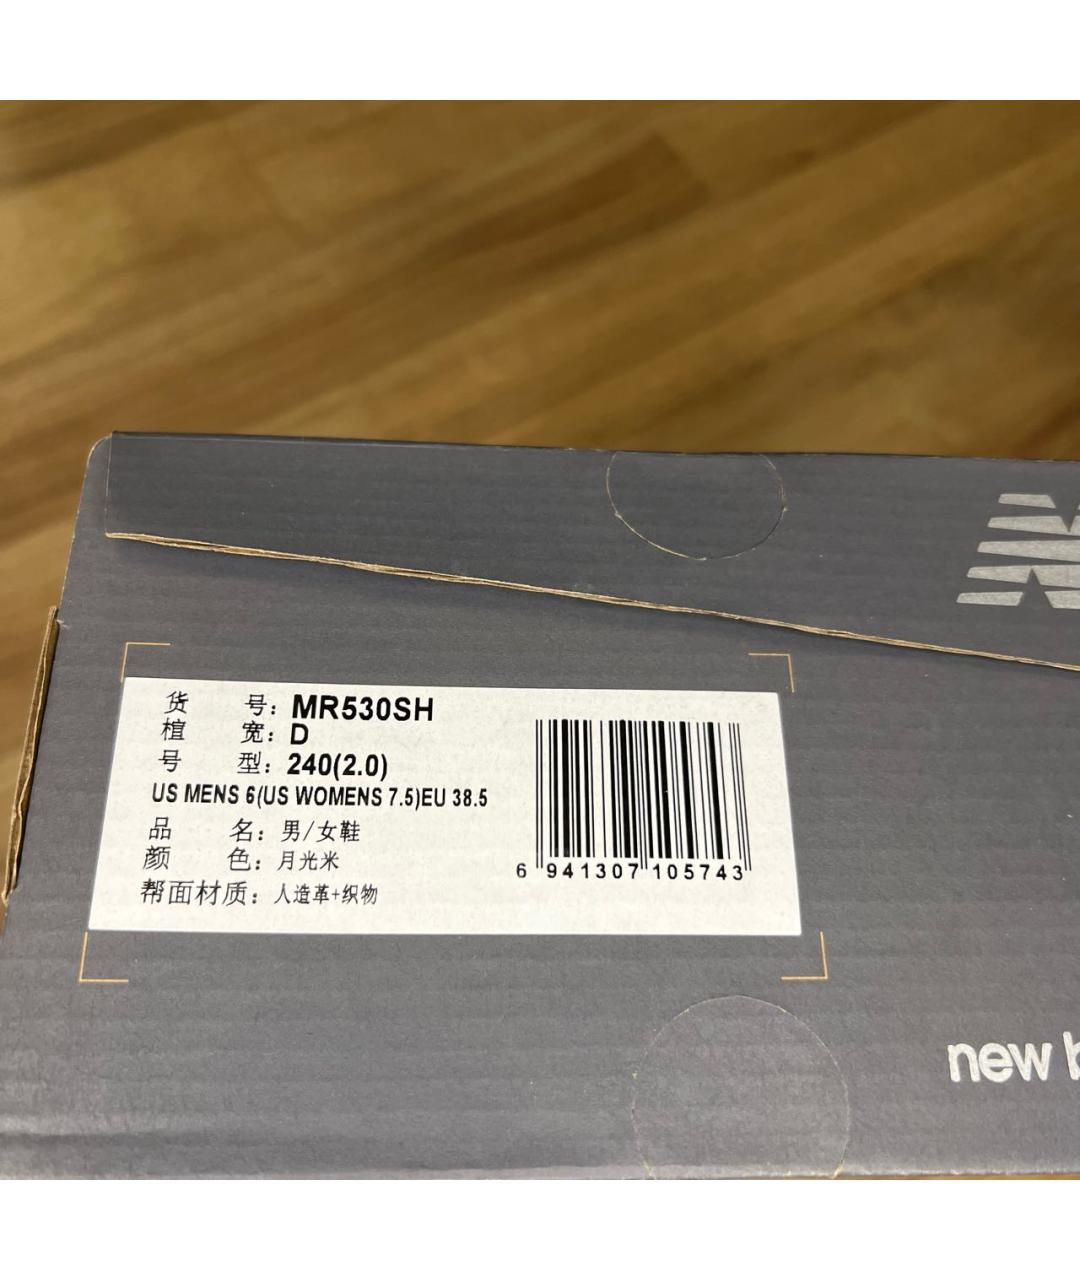 货 号: MR530SH
楦 宽: D
号 型: 240(2.0)
US MENS 6(US WOMENS 7.5)EU 38.5
品 名: 男/女鞋
颜 色: 月光米
帮面材质: 人造革+织物
6 941307 105743
new b